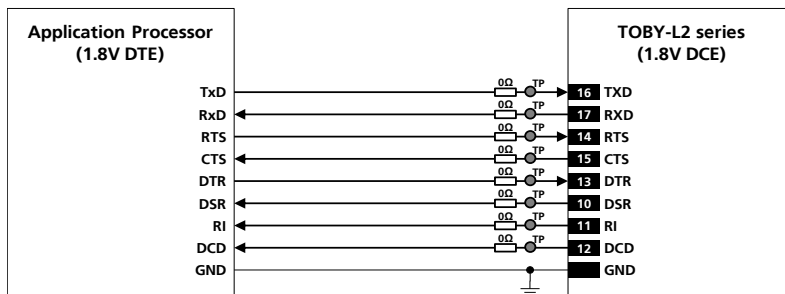 Application Processor
(1.8V DTE)
TOBY-L2 series
(1.8V DCE)
TxD 0Ω TP 16 TXD
RxD 0Ω TP 17 RXD
RTS 0Ω TP 14 RTS
CTS 0Ω TP 15 CTS
DTR 0Ω TP 13 DTR
DSR 0Ω TP 10 DSR
RI 0Ω TP 11 RI
DCD 0Ω TP 12 DCD
GND GND